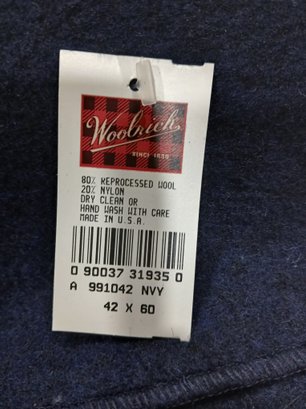 Woolrich
SINCE 1830
80% REPROCESSED WOOL
20% NYLON
DRY CLEAN OR
HAND WASH WITH CARE
MADE IN U.S.A.
0 90037 31935 0
A 991042 NVY
42 X 60